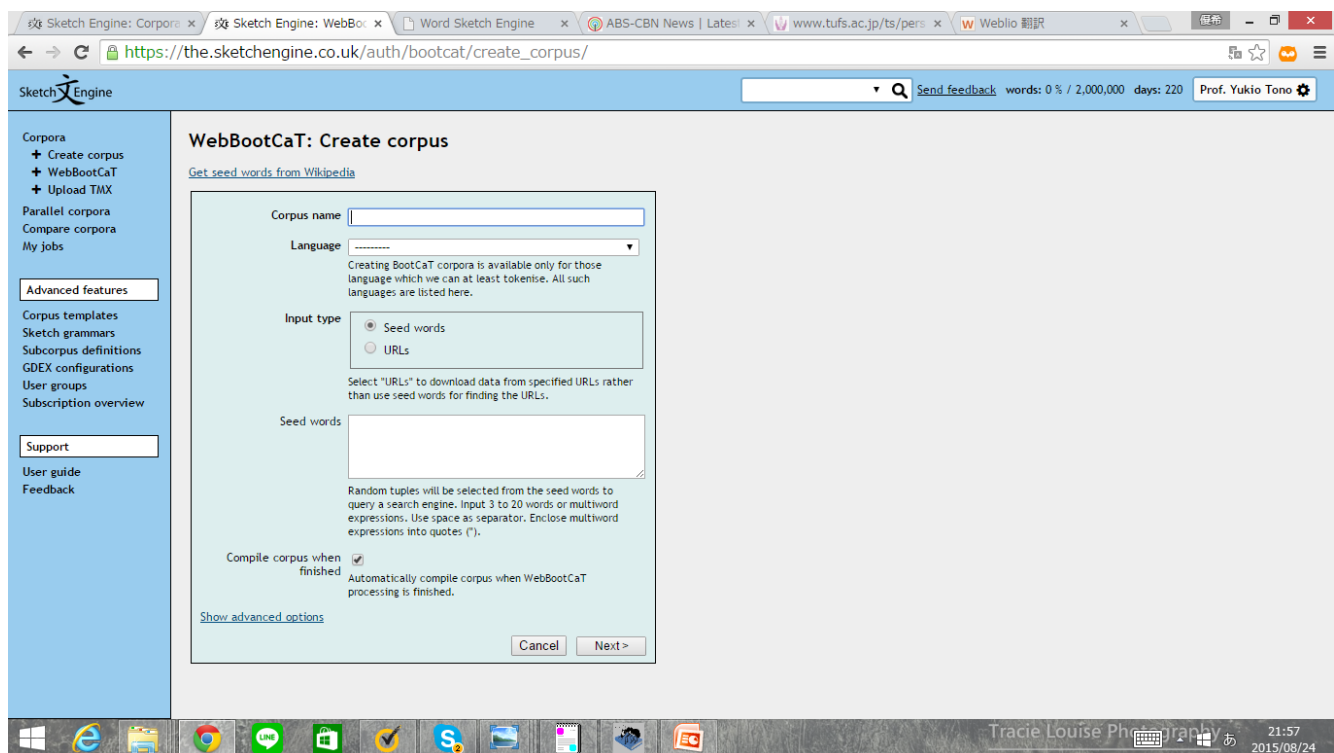 Sketch Engine: Corpora
Sketch Engine: WebBoo
Word Sketch Engine
ABS-CBN News | Latest
www.tufs.ac.jp/ts/pers
Weblio 翻訳
優希
https://the.sketchengine.co.uk/auth/bootcat/create_corpus/
Sketch Engine
Send feedback words: 0 % / 2,000,000 days: 220 Prof. Yukio Tono
Corpora
+ Create corpus
+ WebBootCaT
+ Upload TMX
Parallel corpora
Compare corpora
My jobs
Advanced features
Corpus templates
Sketch grammars
Subcorpus definitions
GDEX configurations
User groups
Subscription overview
Support
User guide
Feedback
WebBootCaT: Create corpus
Get seed words from Wikipedia
Corpus name
Language ---------
Creating BootCaT corpora is available only for those
language which we can at least tokenise. All such
languages are listed here.
Input type
Seed words
URLs
Select "URLs" to download data from specified URLs rather
than use seed words for finding the URLs.
Seed words
Random tuples will be selected from the seed words to
query a search engine. Input 3 to 20 words or multiword
expressions. Use space as separator. Enclose multiword
expressions into quotes (").
Compile corpus when
finished
Automatically compile corpus when WebBootCaT
processing is finished.
Show advanced options
Cancel Next >
LINE
Tracie Louise
あ
21:57
2015/08/24